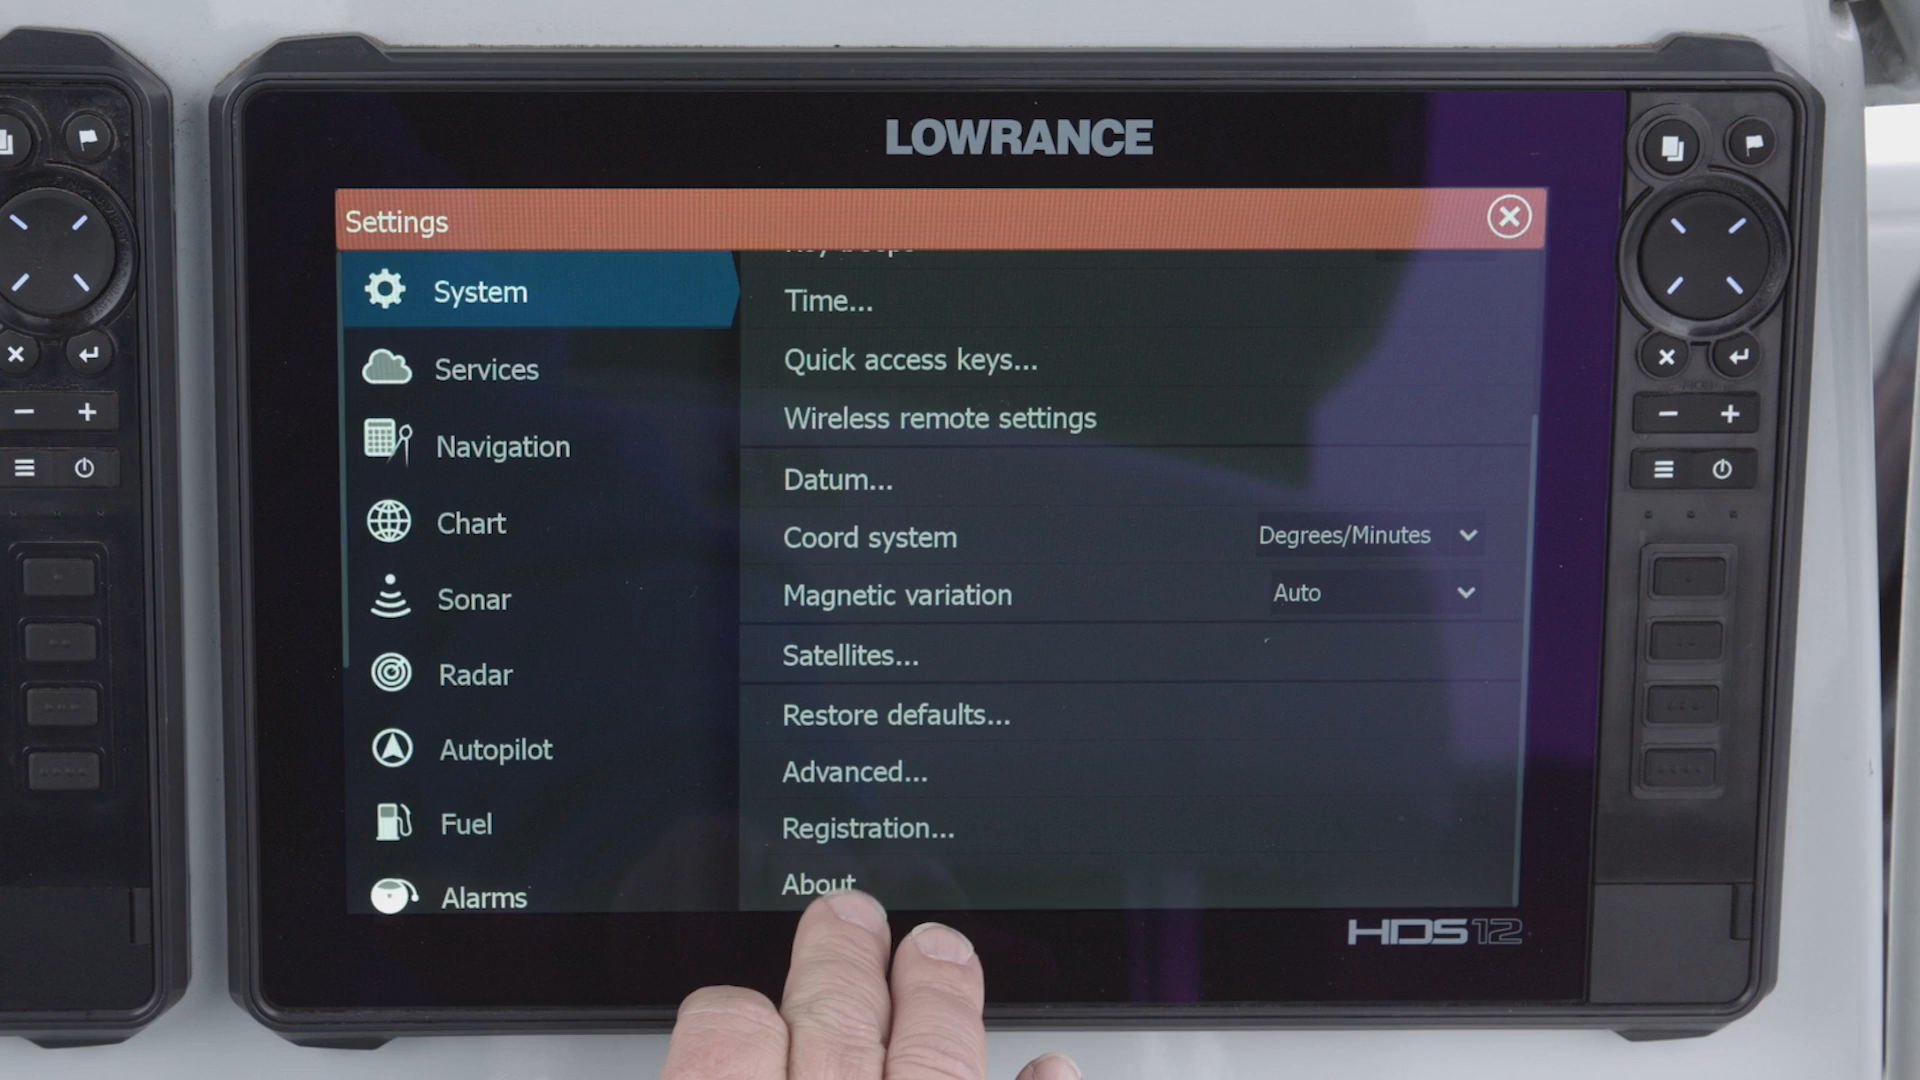 LOWRANCE
Settings
System
Services
Navigation
Chart
Sonar
Radar
Autopilot
Fuel
Alarms
Time...
Quick access keys...
Wireless remote settings
Datum...
Coord system Degrees/Minutes
Magnetic variation Auto
Satellites...
Restore defaults...
Advanced...
Registration...
About
HDS12